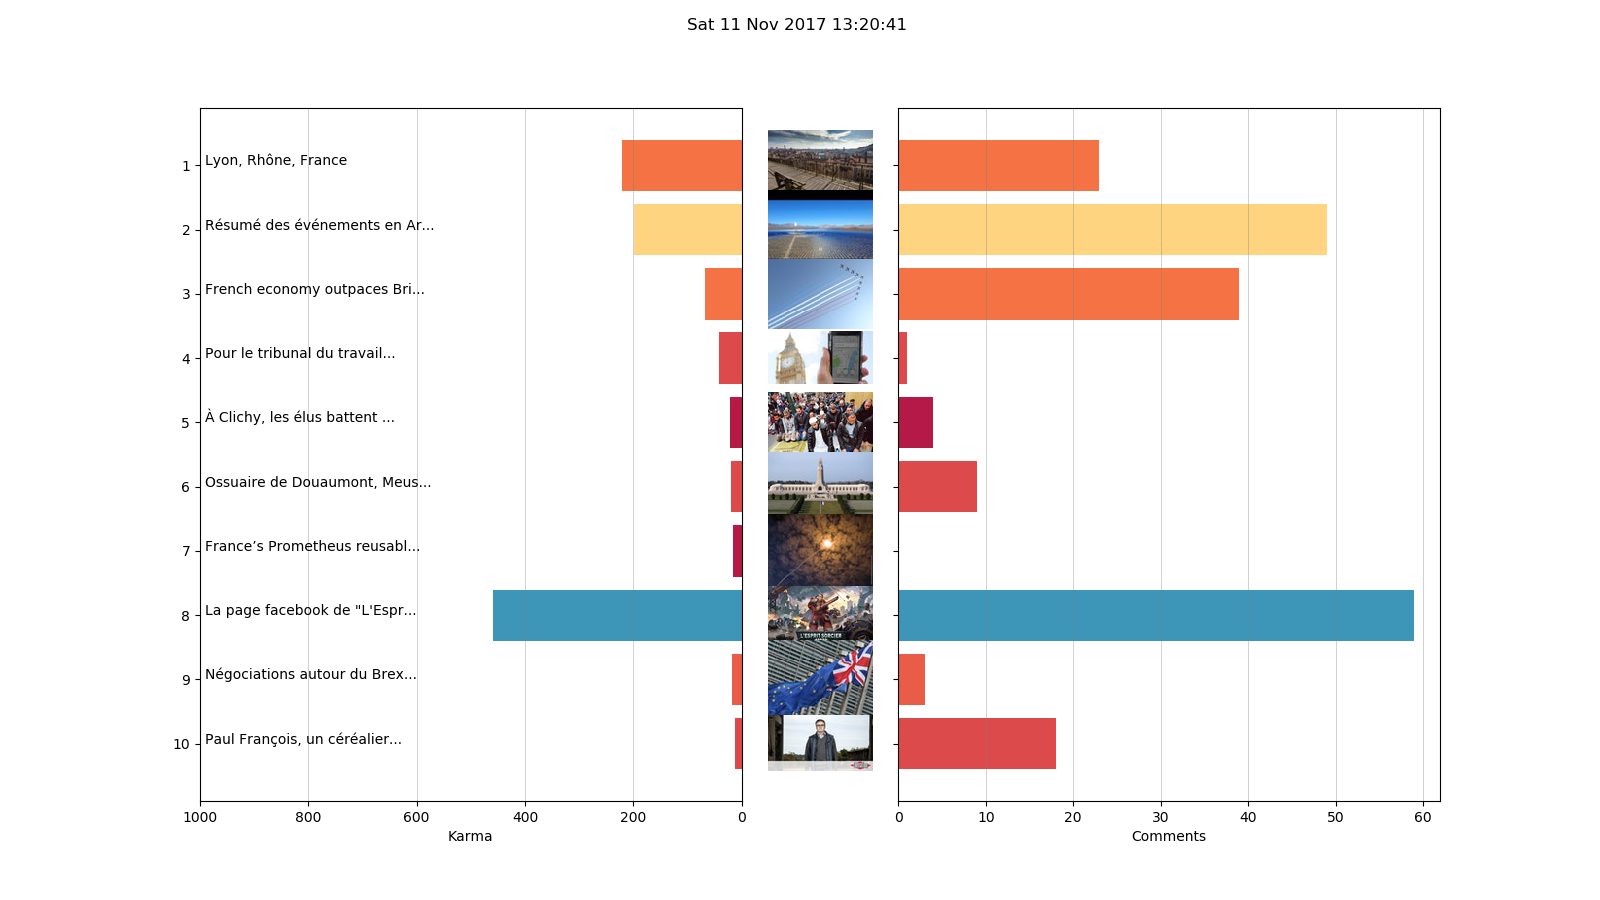 Sat 11 Nov 2017 13:20:41
1 Lyon, Rhône, France
2 Résumé des événements en Ar...
3 French economy outpaces Bri...
4 Pour le tribunal du travail...
5 À Clichy, les élus battent ...
6 Ossuaire de Douaumont, Meus...
7 France’s Prometheus reusabl...
8 La page facebook de "L'Espr...
L'ESPRIT SORCIER
9 Négociations autour du Brex...
10 Paul François, un céréalier...
1000 800 600 400 200 0
Karma
0 10 20 30 40 50 60
Comments